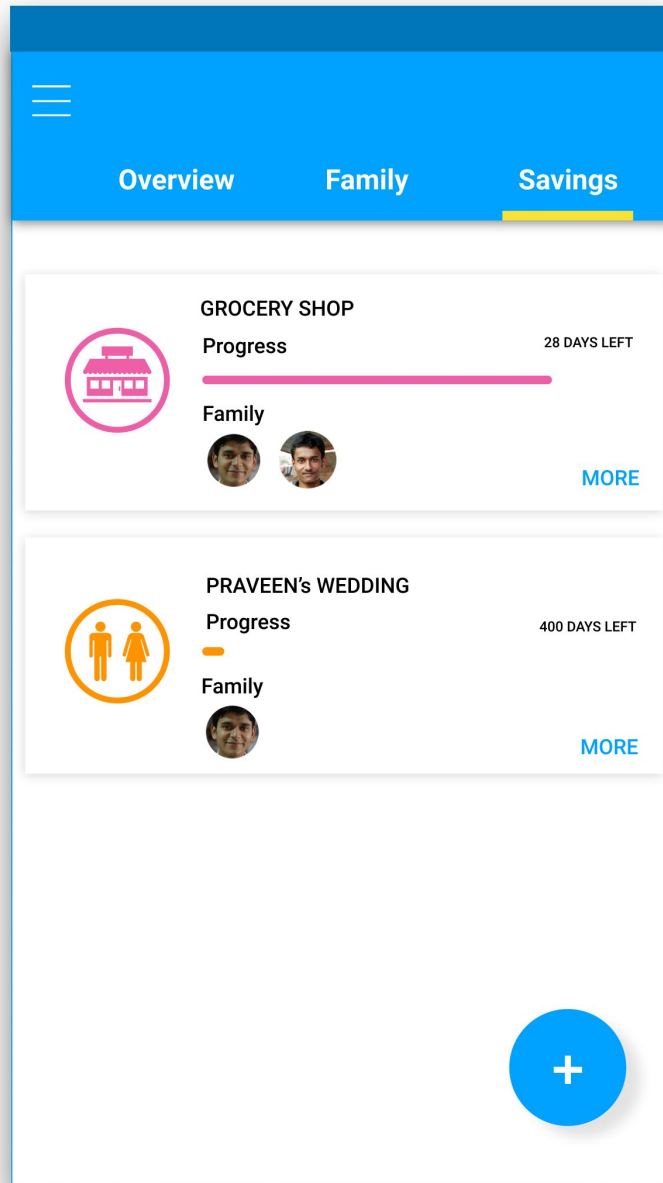 Overview Family Savings
GROCERY SHOP
Progress 28 DAYS LEFT
Family
MORE
PRAVEEN’s WEDDING
Progress 400 DAYS LEFT
Family
MORE
+